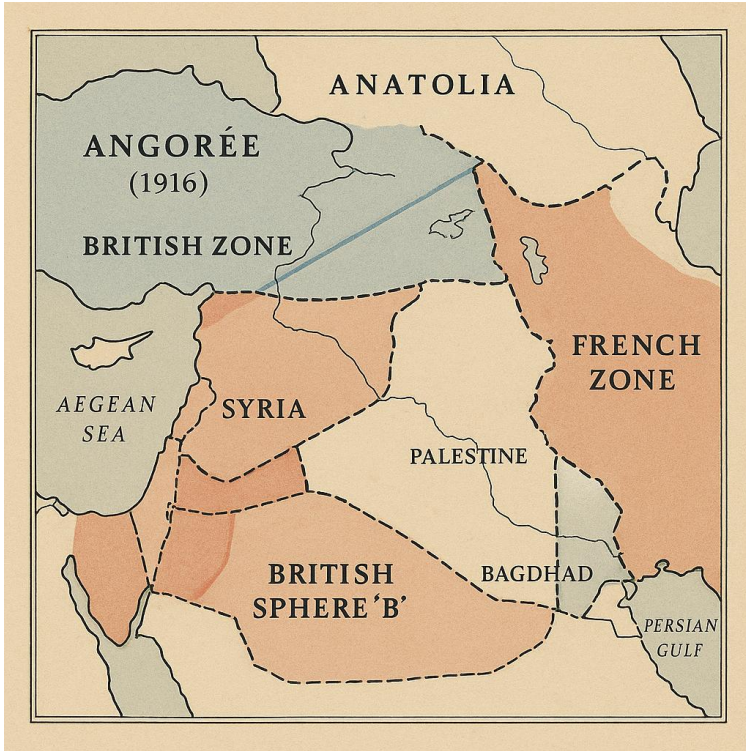 ANATOLIA
ANGORÉE
(1916)
BRITISH ZONE
FRENCH
ZONE
AEGEAN
SEA
SYRIA
PALESTINE
BRITISH
SPHERE 'B'
BAGDHAD
PERSIAN
GULF